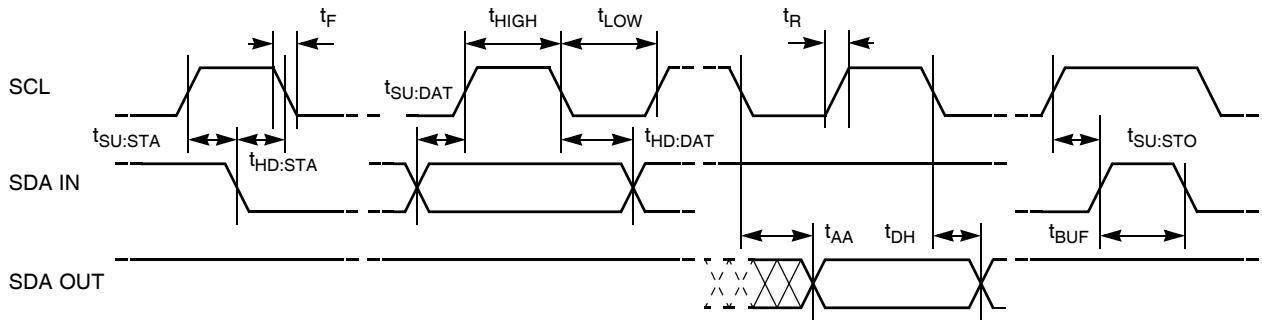 tF
tHIGH
tLOW
tR
SCL
tSU:DAT
tSU:STA
tHD:STA
tHD:DAT
tSU:STO
SDA IN
tAA
tDH
tBUF
SDA OUT